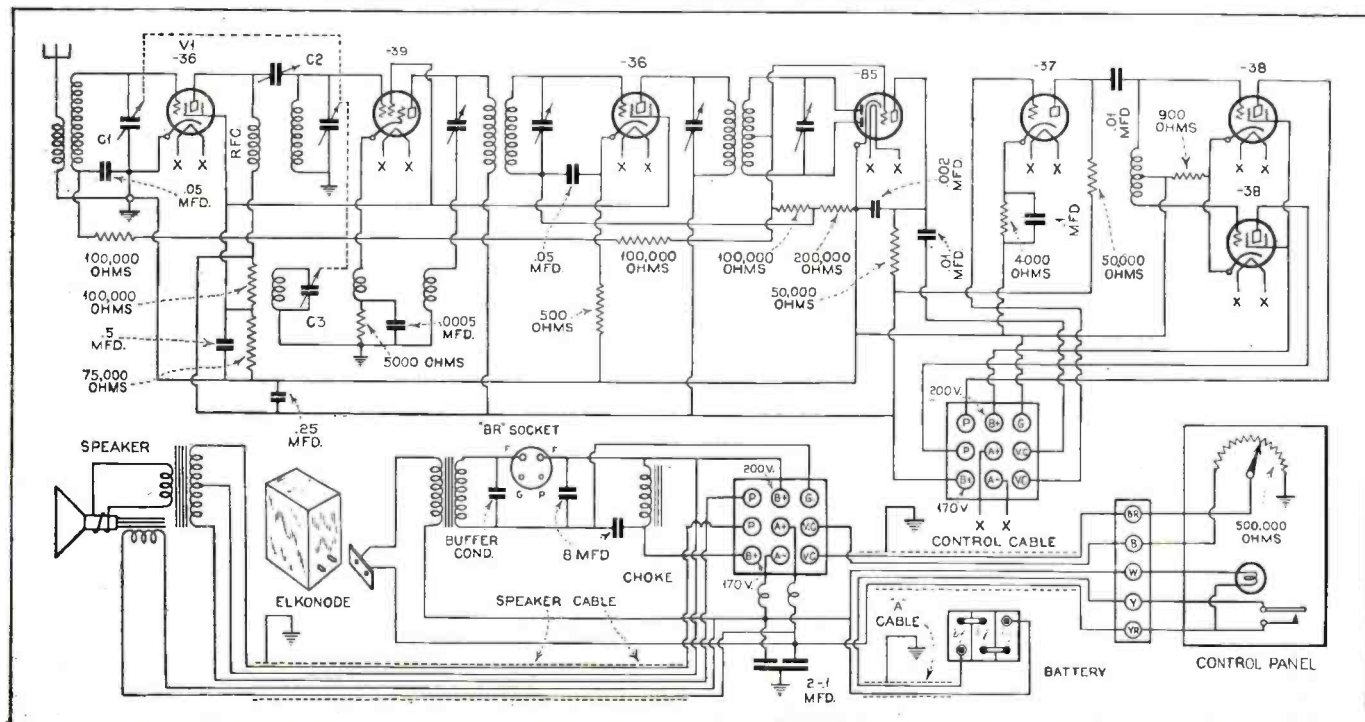 V1
-36
C2
-39
-36
-85
-37
-38
C1
.05
MFD.
R.F.C.
.002
MFD.
.01
MFD
900
OHMS
-38
100,000
OHMS
100,000
OHMS
.5
MFD.
75,000
OHMS
C3
.0005
MFD.
5000 OHMS
.05
MFD.
100,000
OHMS
500
OHMS
100,000
OHMS
200,000
OHMS
50,000
OHMS
.01
MFD
.1
MFD
4000
OHMS
50,000
OHMS
X X
X X
X X
X X
X X
X X
.25
MFD.
SPEAKER
"BR" SOCKET
F F
G P
ELKONODE
BUFFER
COND.
8 MFD
CHOKE
200V.
P B+ G
P A+ VC
B+ A- VC
170V.
200V.
P B+ G
P A+ VC
B+ A- VC
170V
X X
CONTROL CABLE
SPEAKER CABLE
"A"
CABLE
2-.1
MFD.
BATTERY
BR
B
W
Y
YR
500,000
OHMS
CONTROL PANEL